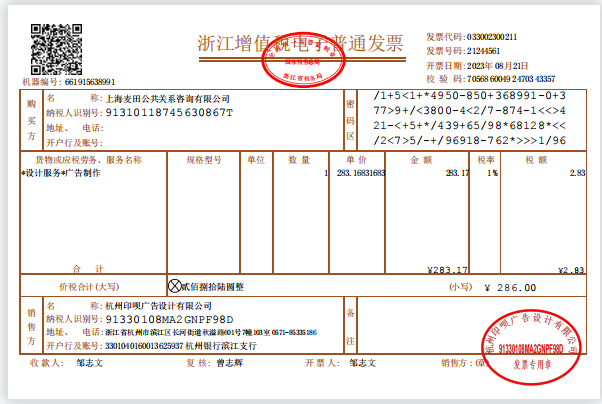 浙江增值税电子普通发票
发票代码:033002300211
发票号码:21244561
开票日期:2023年 08月21日
校 验 码:70568 60049 24703 43357
机器编号:661915638991
购买方
名 称:上海麦田公共关系咨询有限公司
纳税人识别号:91310118745630867T
地址、 电话:
开户行及账号:
密码区
/1+5<1+*4950-850+368991-0+3
77>9+/<3800-4<2/7-874-1<<>4
21-<+5++*/439+65/98*68128*<<
/2<7>5/-+/96918-762*>>>1/96
货物或应税劳务、服务名称 规格型号 单位 数 量 单 价 金 额 税率 税 额
*设计服务*广告制作 1 283.16831683 283.17 1% 2.83
合 计 ¥283.17 ¥2.83
价税合计(大写) 贰佰捌拾陆圆整 (小写) ¥ 286.00
销售方
名 称:杭州印呗广告设计有限公司
纳税人识别号:91330108MA2GNPF98D
地址、 电话:浙江省杭州市滨江区长河街道秋溢路601号7幢103室 0571-85335186
开户行及账号:3301040160013625937 杭州银行滨江支行
备注
收 款 人: 邹志文 复 核: 曾志辉 开 票 人: 邹志文 销 售 方:(章)
国家税务总局
浙江省税务局
杭州印呗广告设计有限公司
91330108MA2GNPF98D
发票专用章